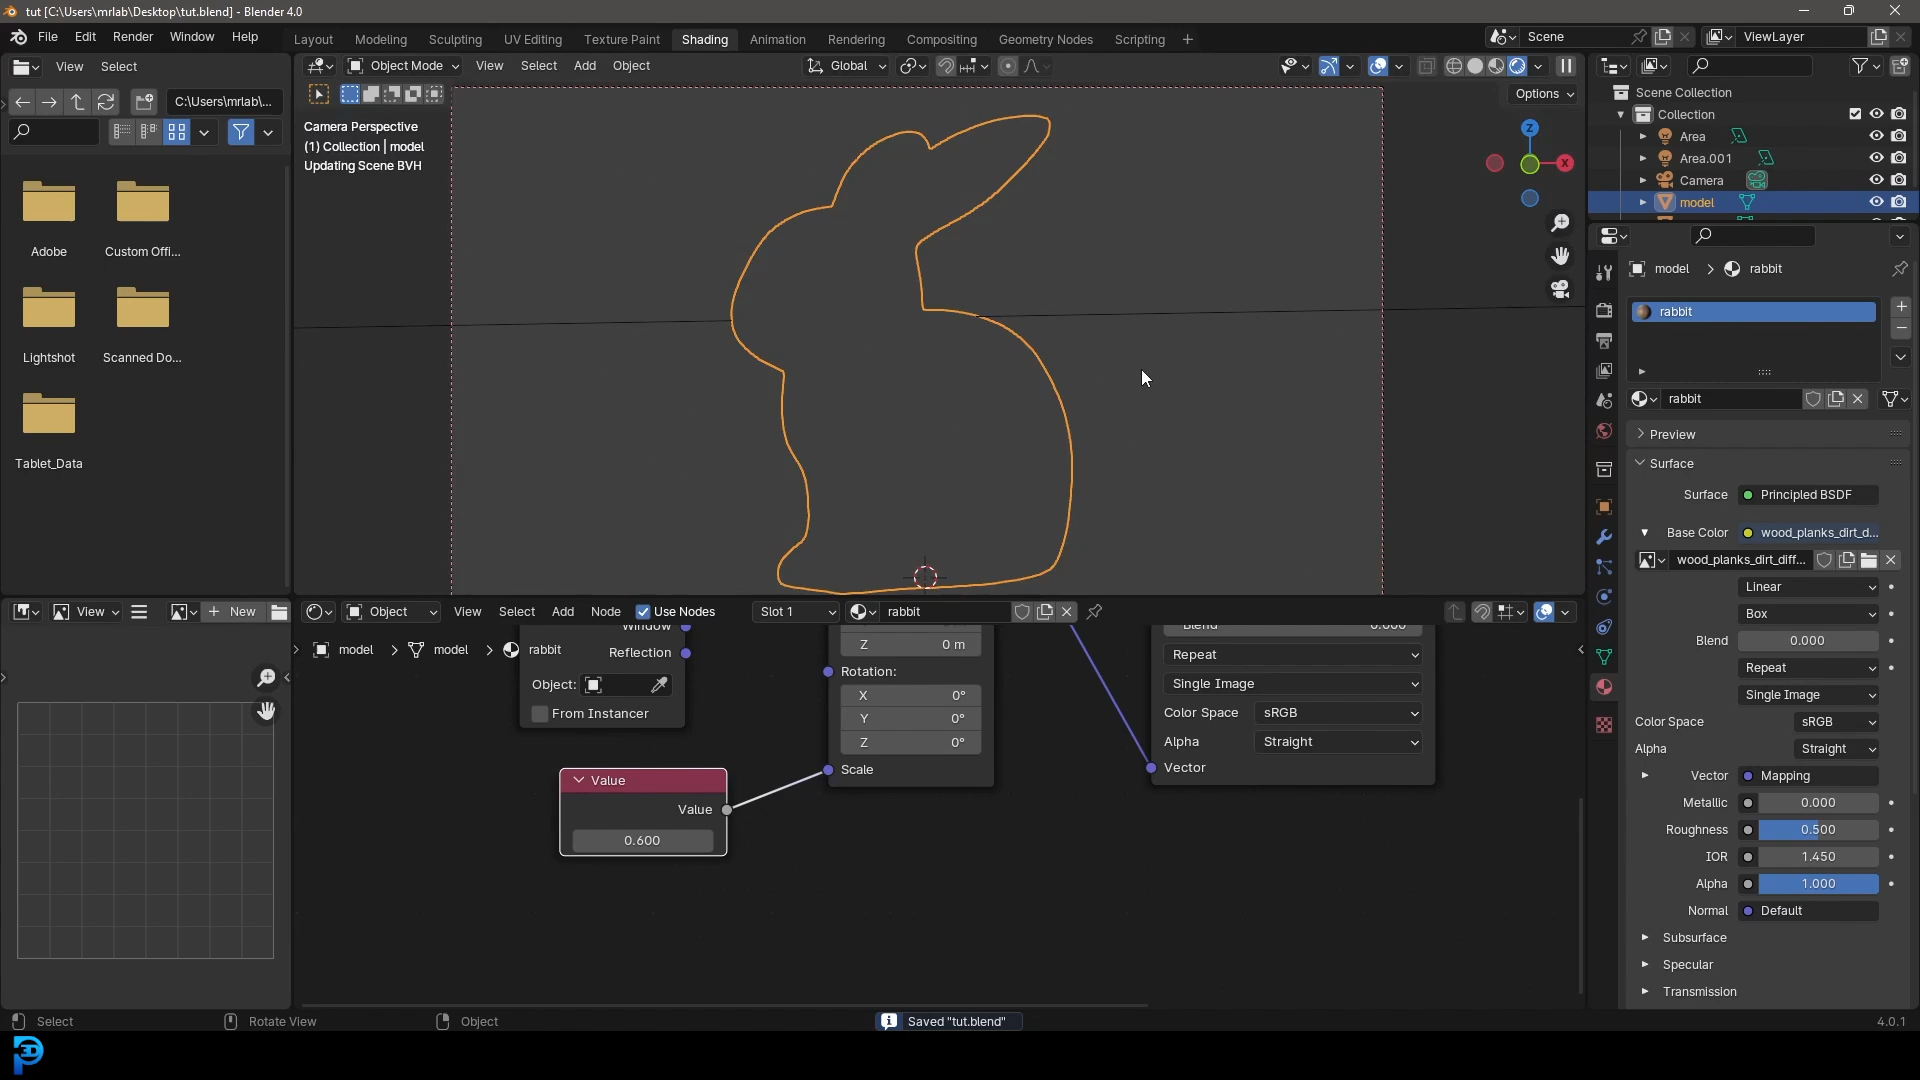 tut [C:\Users\mrlab\Desktop\tut.blend] - Blender 4.0
File Edit Render Window Help
Layout Modeling Sculpting UV Editing Texture Paint Shading Animation Rendering Compositing Geometry Nodes Scripting +
Scene
ViewLayer
View Select
Object Mode View Select Add Object
Global
C:\Users\mrlab\...
Options
Camera Perspective
(1) Collection | model
Updating Scene BVH
Z
X
Adobe
Custom Offi...
Lightshot
Scanned Do...
Tablet_Data
Scene Collection
Collection
Area
Area.001
Camera
model
model > rabbit
rabbit
rabbit
Preview
Surface
Surface Principled BSDF
Base Color wood_planks_dirt_d...
wood_planks_dirt_diff...
Linear
Box
Blend 0.000
Repeat
Single Image
Color Space sRGB
Alpha Straight
Vector Mapping
Metallic 0.000
Roughness 0.500
IOR 1.450
Alpha 1.000
Normal Default
Subsurface
Specular
Transmission
View + New
Object View Select Add Node Use Nodes Slot 1 rabbit
model > model > rabbit
Window
Reflection
Object:
From Instancer
Value
Value
0.600
Z 0 m
Rotation:
X 0°
Y 0°
Z 0°
Scale
Blend 0.000
Repeat
Single Image
Color Space sRGB
Alpha Straight
Vector
Select Rotate View Object Saved "tut.blend" 4.0.1